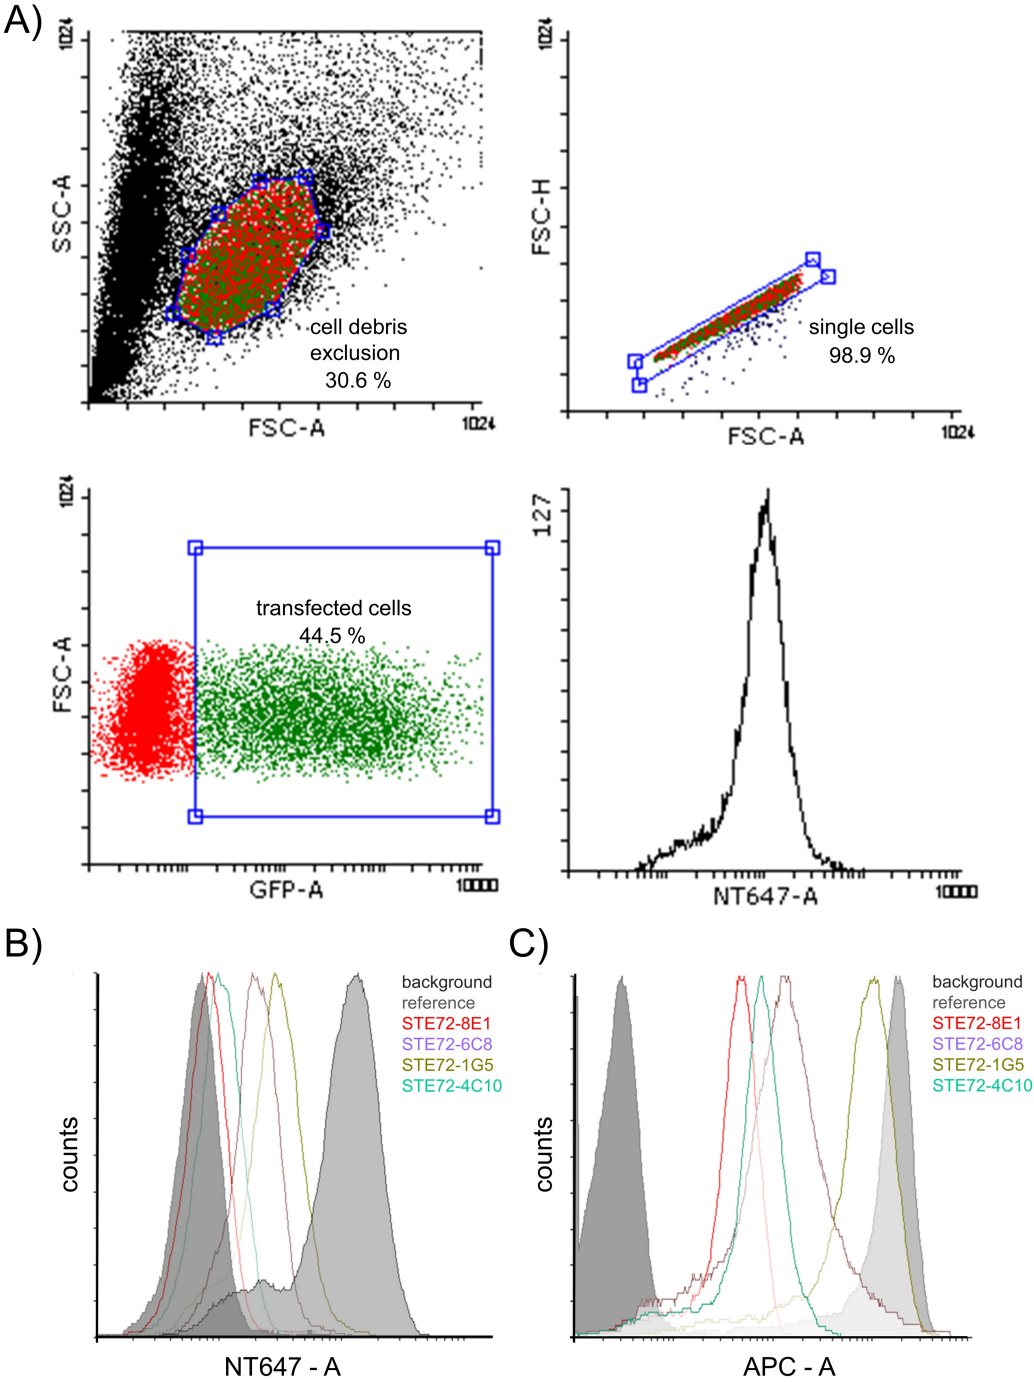 A)
1024
SSC-A
cell debris
exclusion
30.6 %
FSC-A
1024
1024
FSC-H
single cells
98.9 %
FSC-A
1024
1024
FSC-A
transfected cells
44.5 %
GFP-A
10000
127
NT647-A
10000
B)
counts
background
reference
STE72-8E1
STE72-6C8
STE72-1G5
STE72-4C10
NT647 - A
C)
counts
background
reference
STE72-8E1
STE72-6C8
STE72-1G5
STE72-4C10
APC - A